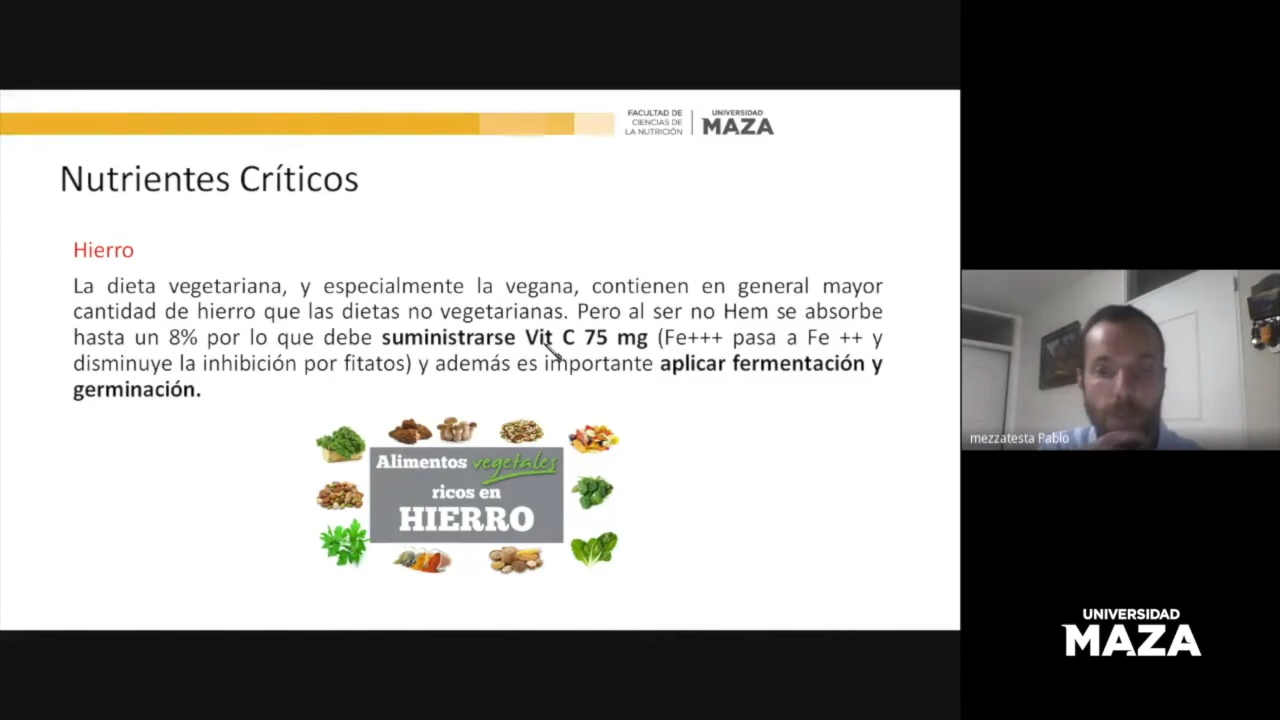 FACULTAD DE
CIENCIAS DE
LA NUTRICIÓN
UNIVERSIDAD
MAZA
Nutrientes Críticos
Hierro
La dieta vegetariana, y especialmente la vegana, contienen en general mayor
cantidad de hierro que las dietas no vegetarianas. Pero al ser no Hem se absorbe
hasta un 8% por lo que debe suministrarse Vit C 75 mg (Fe+++ pasa a Fe ++ y
disminuye la inhibición por fitatos) y además es importante aplicar fermentación y
germinación.
Alimentos vegetales
ricos en
HIERRO
mezzatesta Pablo
UNIVERSIDAD
MAZA